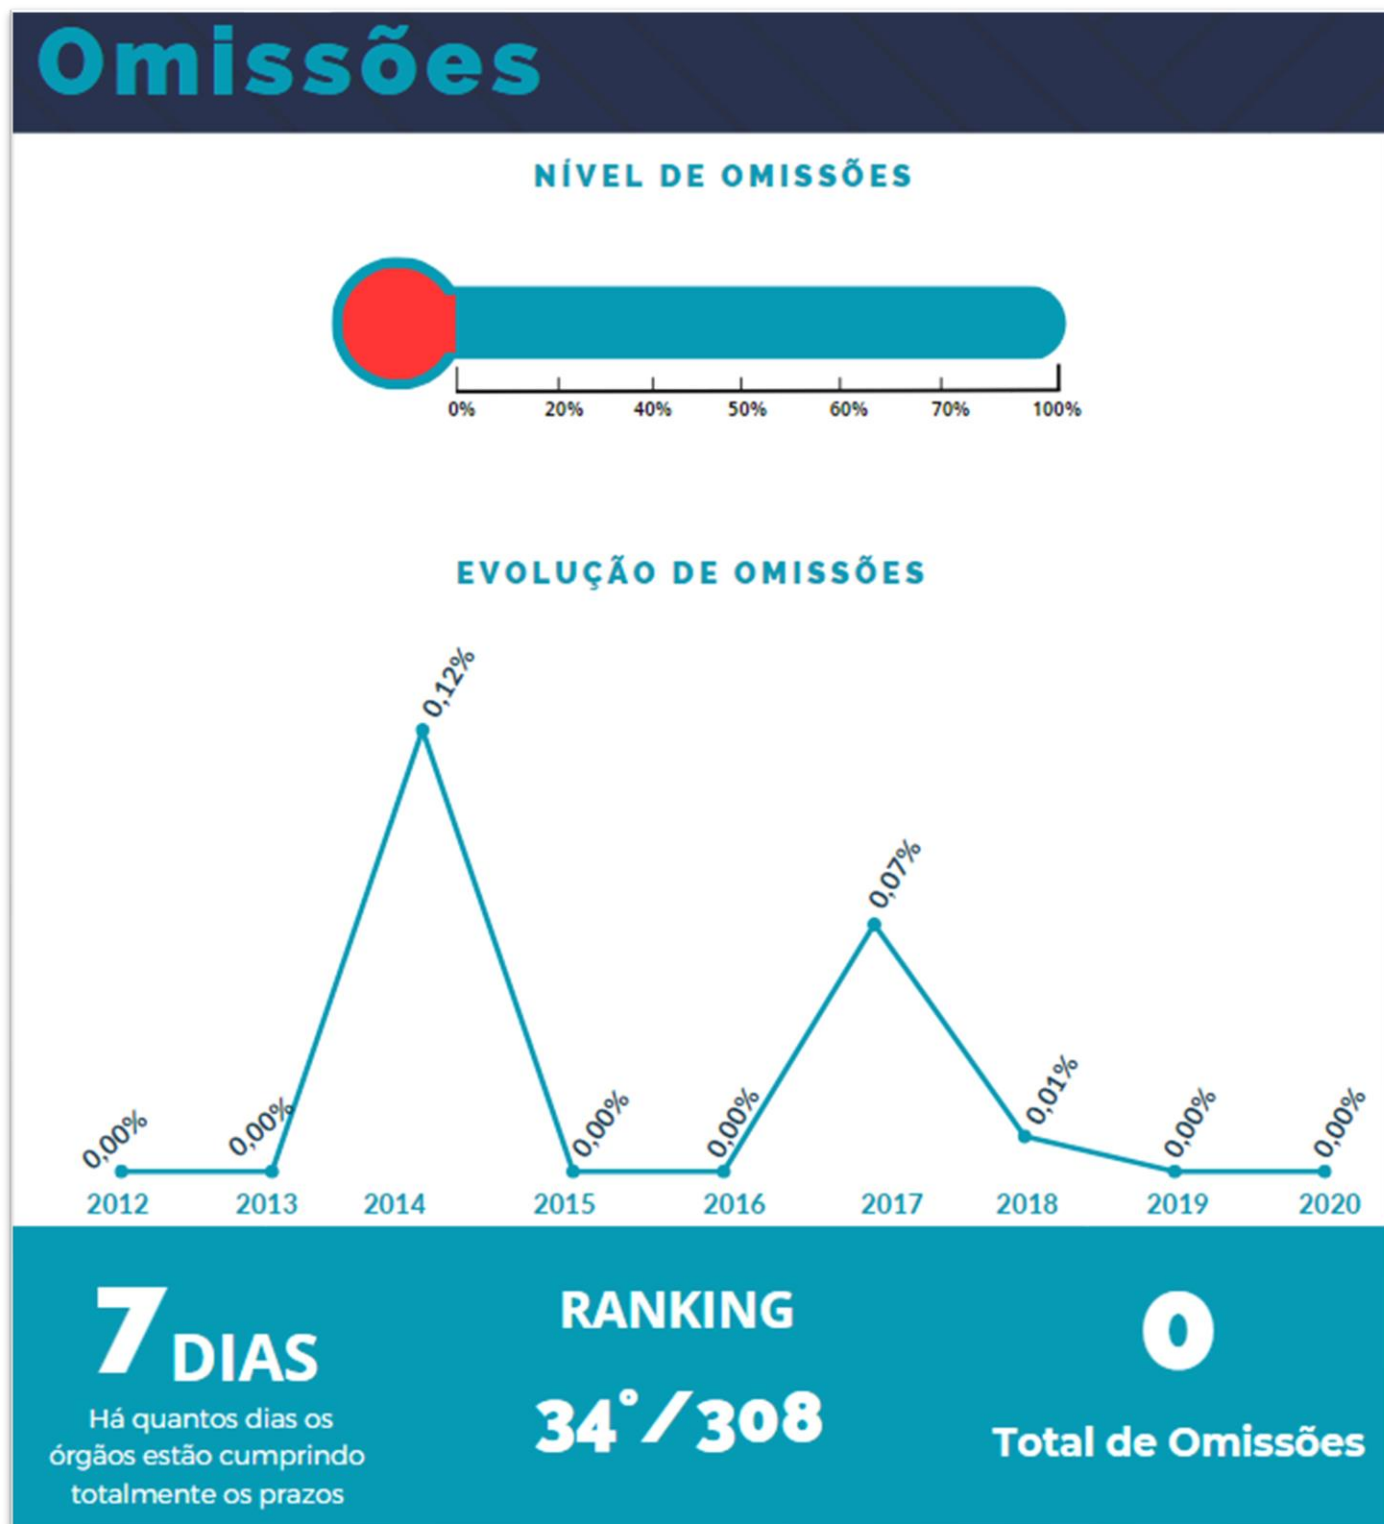 Omissões
NÍVEL DE OMISSÕES
0% 20% 40% 50% 60% 70% 100%
EVOLUÇÃO DE OMISSÕES
0,00% 0,00% 0,12% 0,00% 0,00% 0,07% 0,01% 0,00% 0,00%
2012 2013 2014 2015 2016 2017 2018 2019 2020
7 DIAS
Há quantos dias os
órgãos estão cumprindo
totalmente os prazos
RANKING
34°/308
0
Total de Omissões